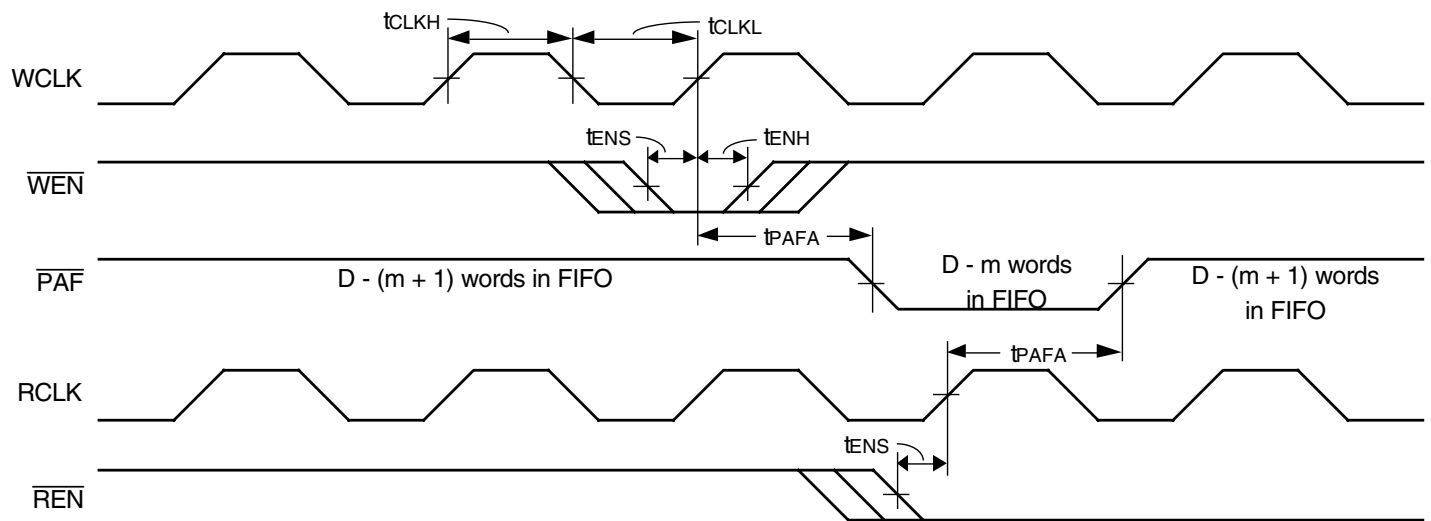 tCLKH
tCLKL
WCLK
tENS
tENH
WEN
tPAFA
PAF
D - (m + 1) words in FIFO
D - m words
in FIFO
D - (m + 1) words
in FIFO
tPAFA
RCLK
tENS
REN